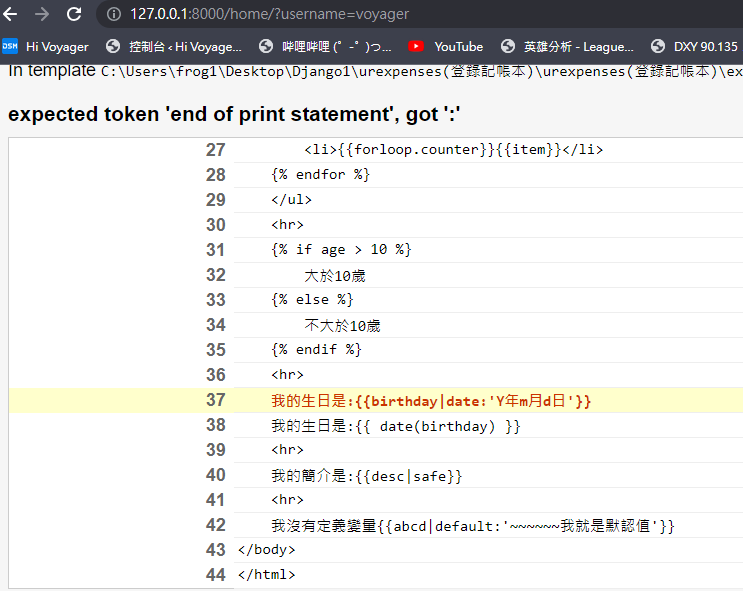 127.0.0.1:8000/home/?username=voyager
DSM Hi Voyager 控制台 ‹ Hi Voyage... 哔哩哔哩 (゜-゜)つ... YouTube 英雄分析 - League... DXY 90.135
In template C:\Users\frog1\Desktop\Django1\urexpenses(登錄記帳本)\urexpenses(登錄記帳本)\ex
expected token 'end of print statement', got ':'
27 <li>{{forloop.counter}}{{item}}</li>
28 {% endfor %}
29 </ul>
30 <hr>
31 {% if age > 10 %}
32 大於10歲
33 {% else %}
34 不大於10歲
35 {% endif %}
36 <hr>
37 我的生日是:{{birthday|date:'Y年m月d日'}}
38 我的生日是:{{ date(birthday) }}
39 <hr>
40 我的簡介是:{{desc|safe}}
41 <hr>
42 我沒有定義變量{{abcd|default:'~~~~~~我就是默認值'}}
43 </body>
44 </html>